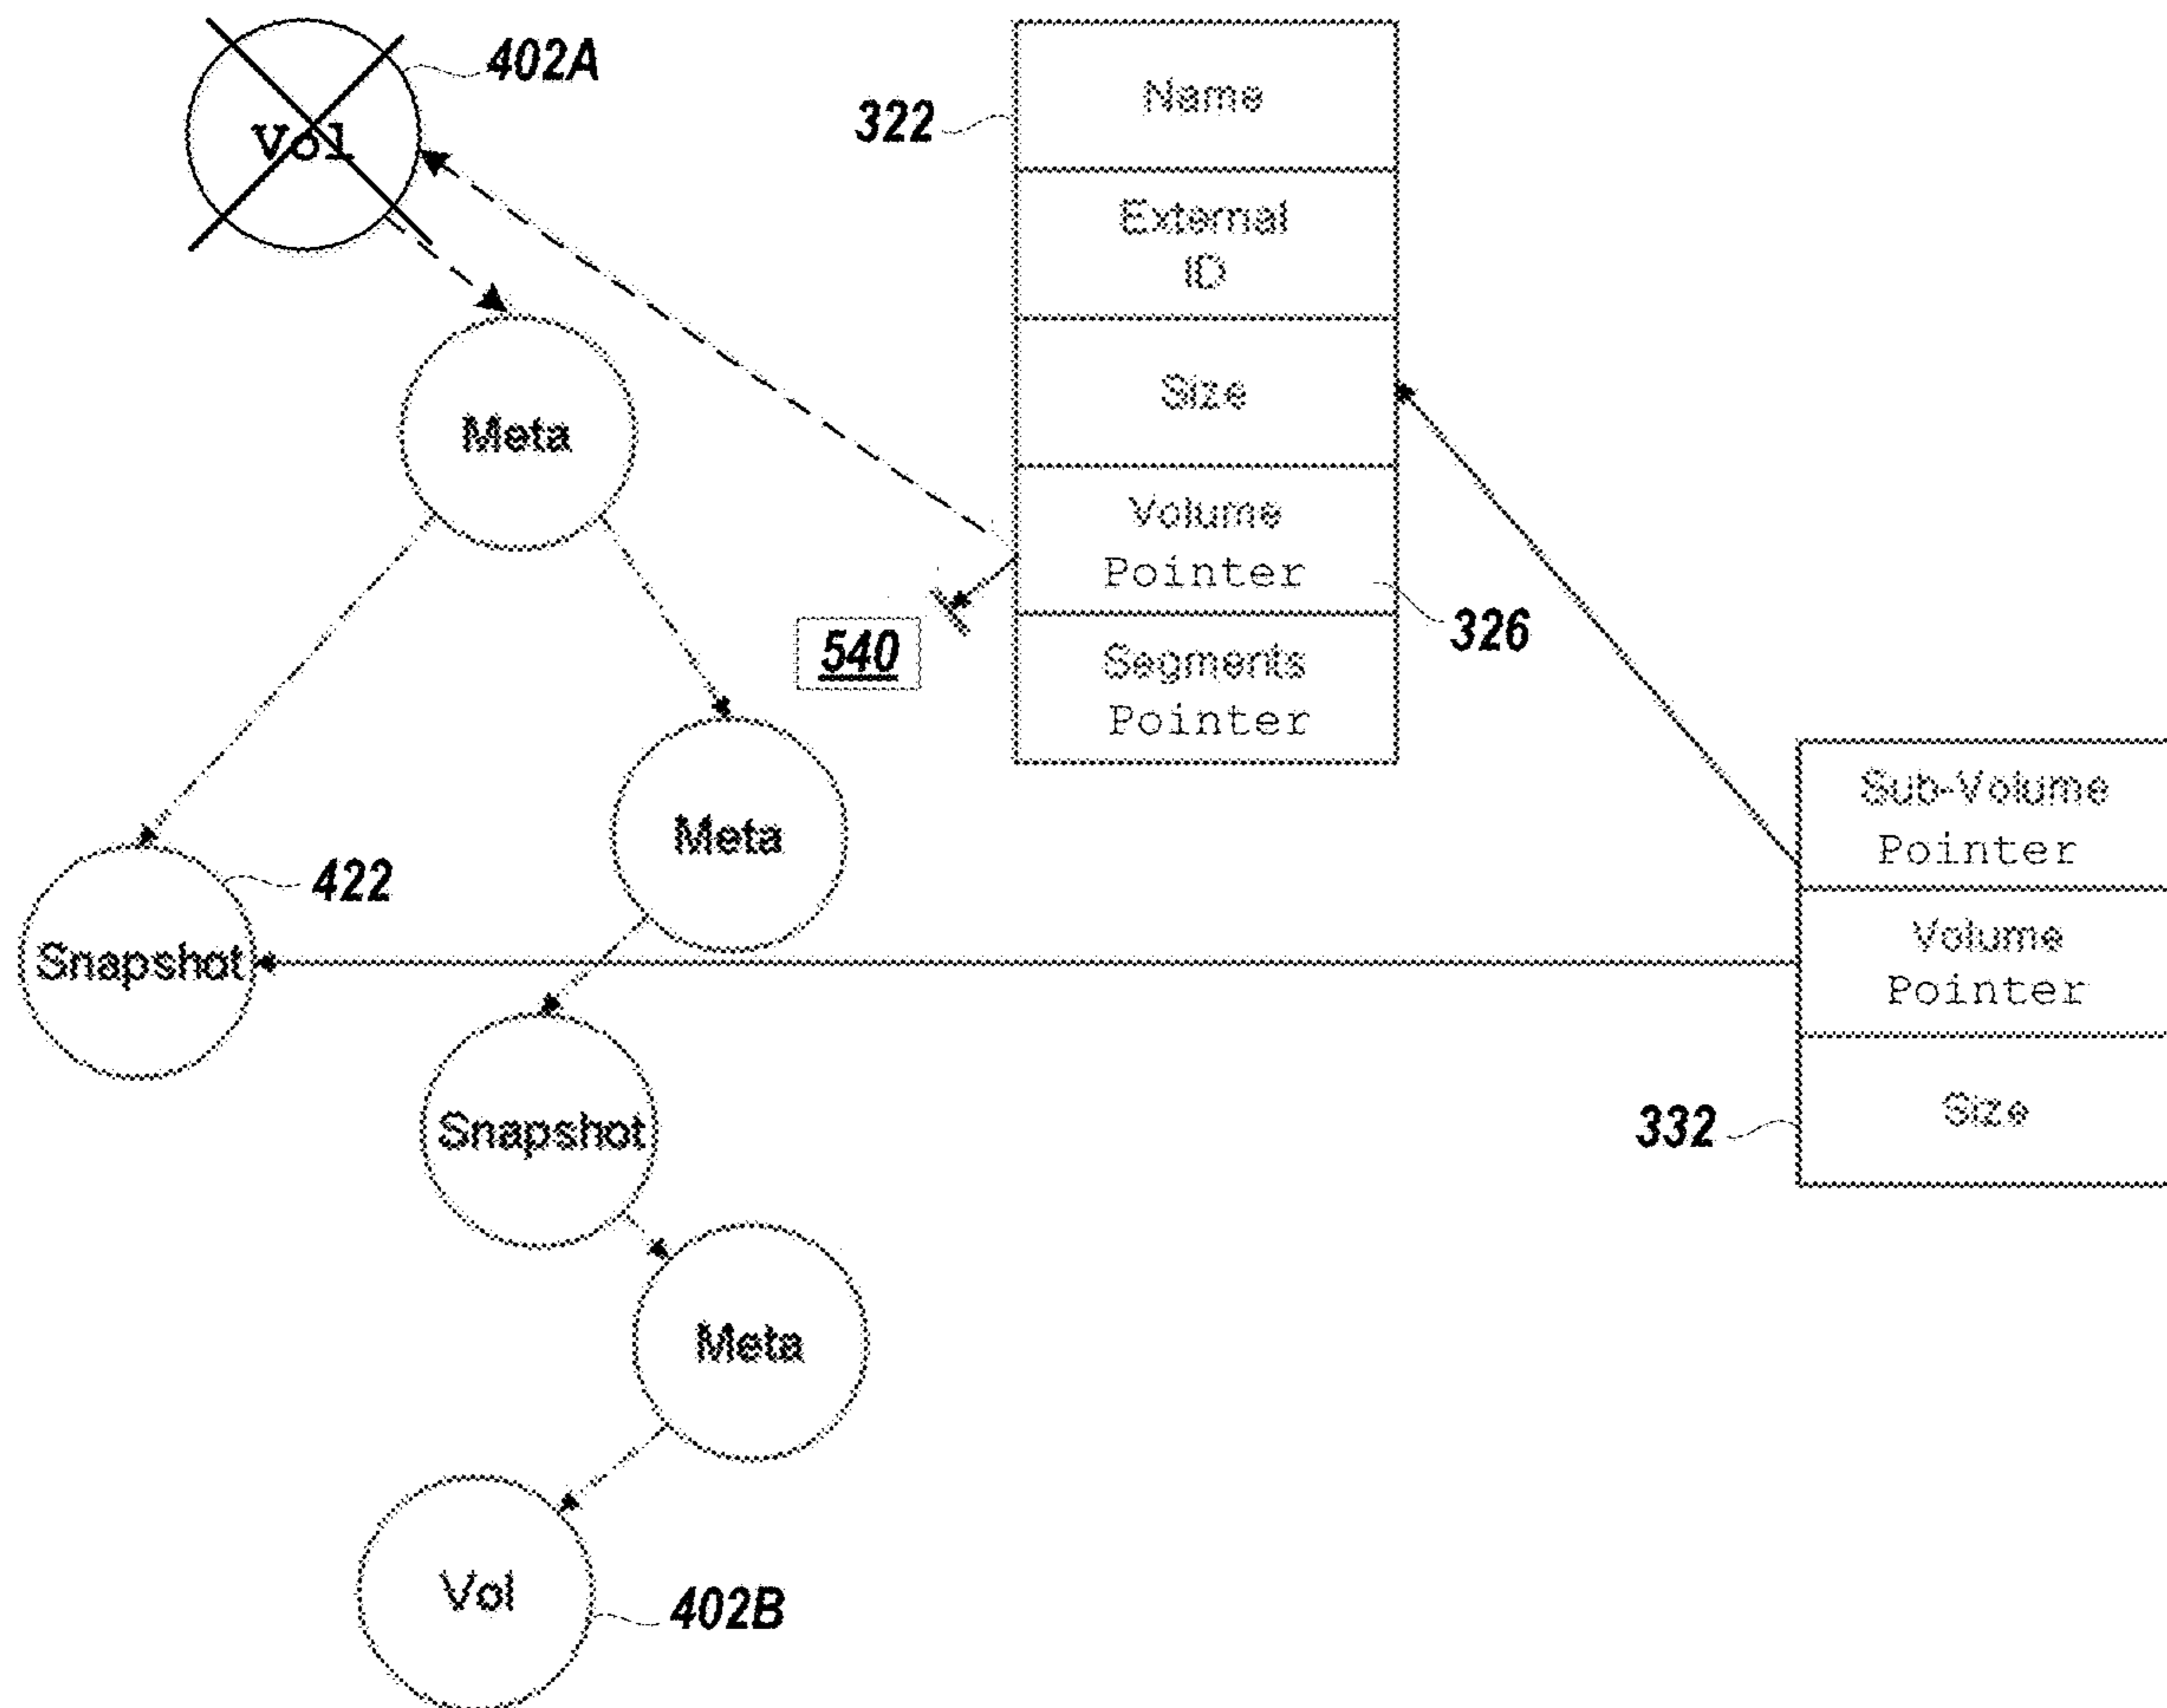 402A
vol
322
Name
External
ID
Size
Meta
Volume
Pointer
326
540
Segments
Pointer
Meta
Sub-Volume
Pointer
422
Snapshot
Volume
Pointer
Snapshot
332
Size
Meta
Vol
402B